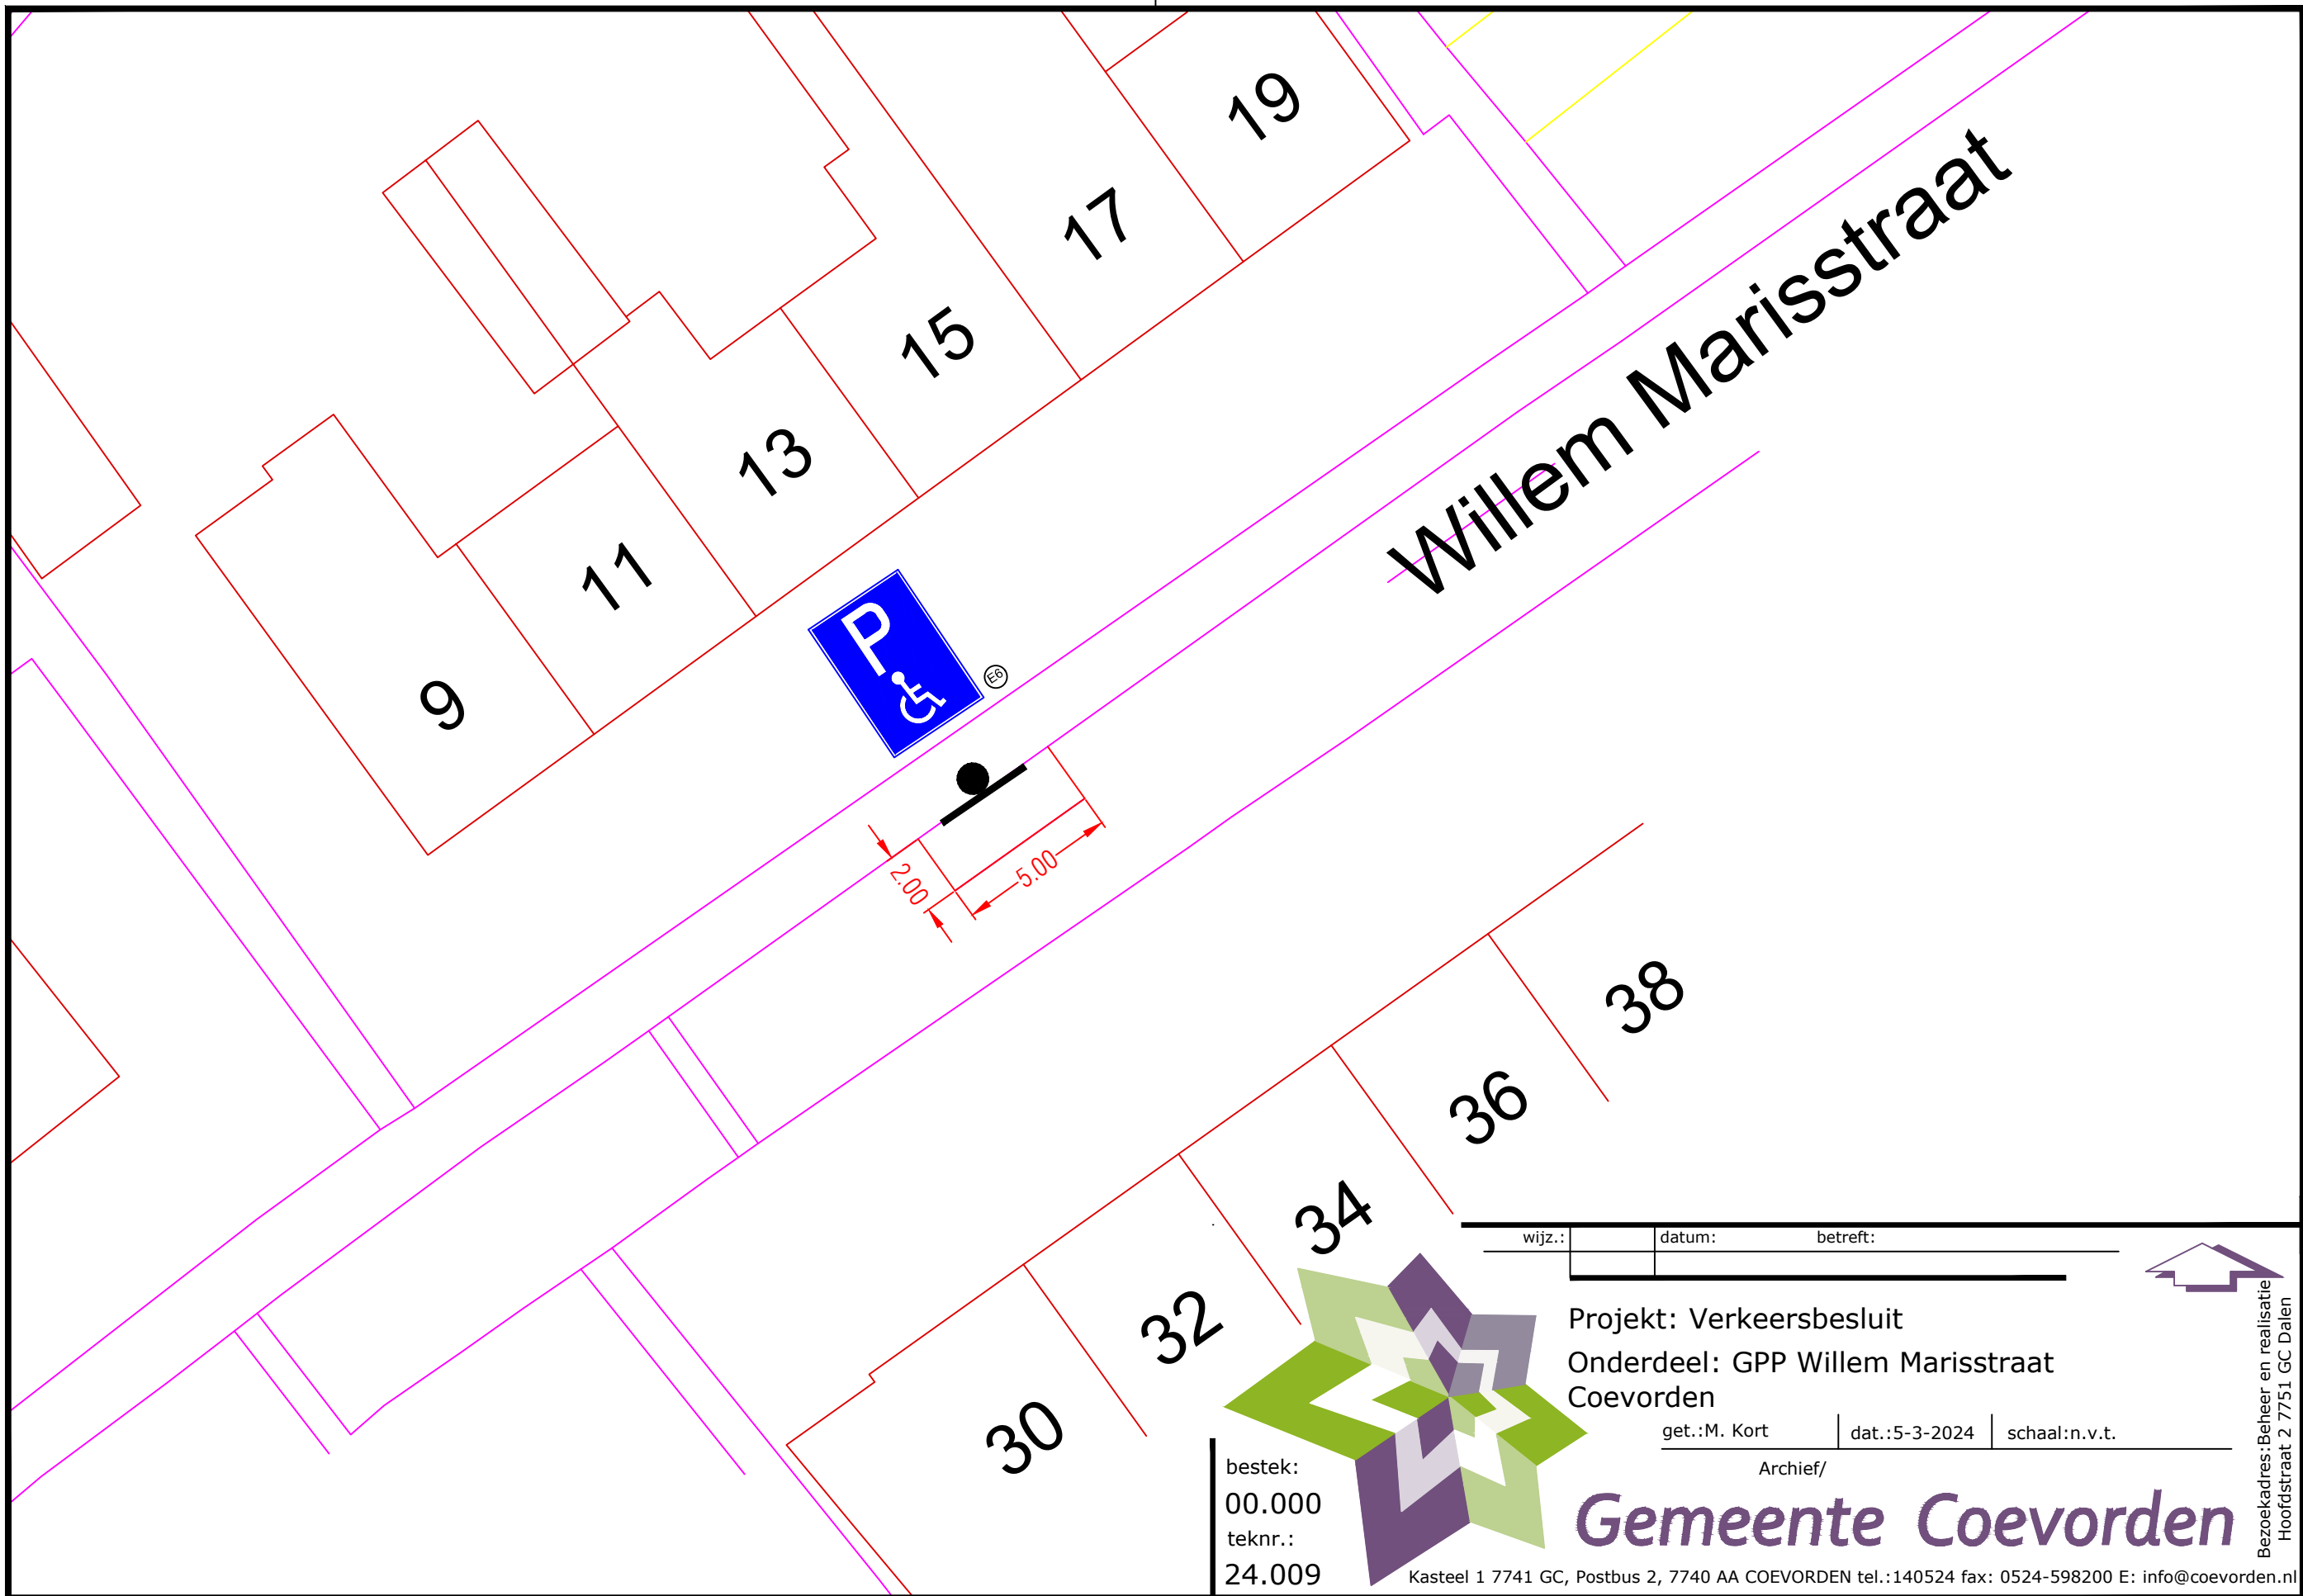 19
17
15
13
11
9
Willem Marisstraat
P
E6
2.00
5.00
38
36
34
32
30
wijz.: datum: betreft:
Projekt: Verkeersbesluit
Onderdeel: GPP Willem Marisstraat
Coevorden
get.:M. Kort dat.:5-3-2024 schaal:n.v.t.
Archief/
bestek:
00.000
teknr.:
24.009
Gemeente Coevorden
Kasteel 1 7741 GC, Postbus 2, 7740 AA COEVORDEN tel.:140524 fax: 0524-598200 E: info@coevorden.nl
Bezoekadres:Beheer en realisatie
Hoofdstraat 2 7751 GC Dalen